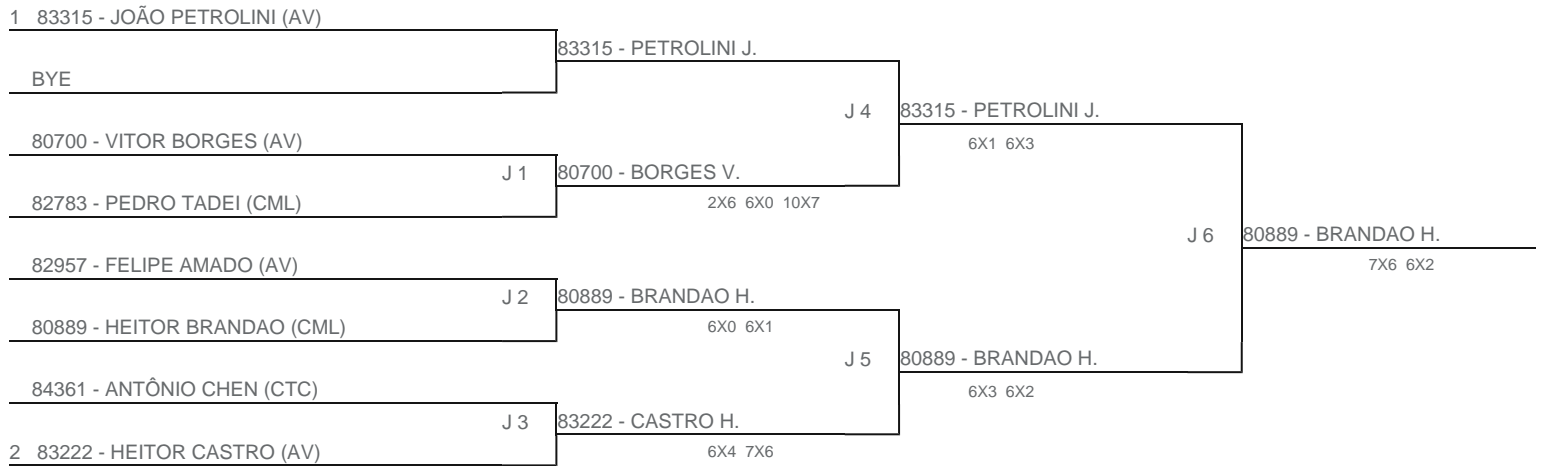 1 83315 - JOÃO PETROLINI (AV)
83315 - PETROLINI J.
BYE
J 4
83315 - PETROLINI J.
80700 - VITOR BORGES (AV)
6X1 6X3
J 1
80700 - BORGES V.
82783 - PEDRO TADEI (CML)
2X6 6X0 10X7
J 6
80889 - BRANDAO H.
82957 - FELIPE AMADO (AV)
7X6 6X2
J 2
80889 - BRANDAO H.
80889 - HEITOR BRANDAO (CML)
6X0 6X1
J 5
80889 - BRANDAO H.
84361 - ANTÔNIO CHEN (CTC)
6X3 6X2
J 3
83222 - CASTRO H.
2 83222 - HEITOR CASTRO (AV)
6X4 7X6